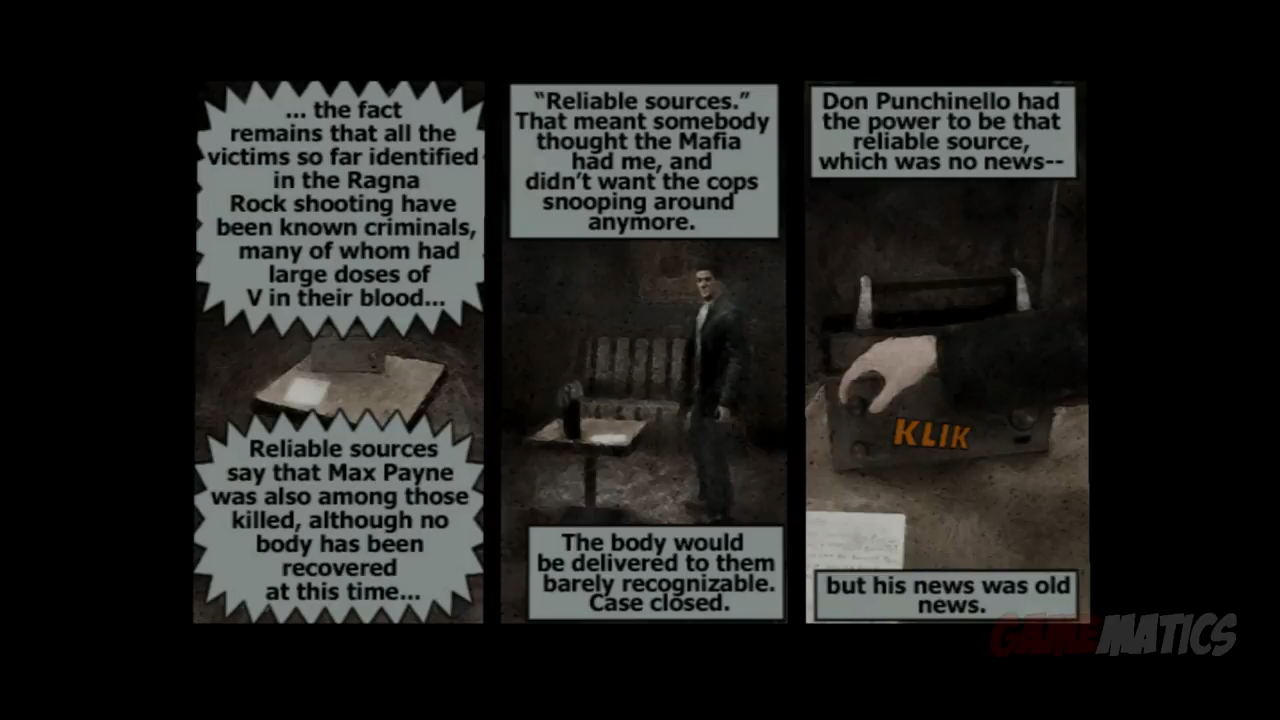 ... the fact
remains that all the
victims so far identified
in the Ragna
Rock shooting have
been known criminals,
many of whom had
large doses of
V in their blood...
Reliable sources
say that Max Payne
was also among those
killed, although no
body has been
recovered
at this time...
“Reliable sources.”
That meant somebody
thought the Mafia
had me, and
didn’t want the cops
snooping around
anymore.
The body would
be delivered to them
barely recognizable.
Case closed.
Don Punchinello had
the power to be that
reliable source,
which was no news--
KLIK
but his news was old
news.
GAMEMATICS